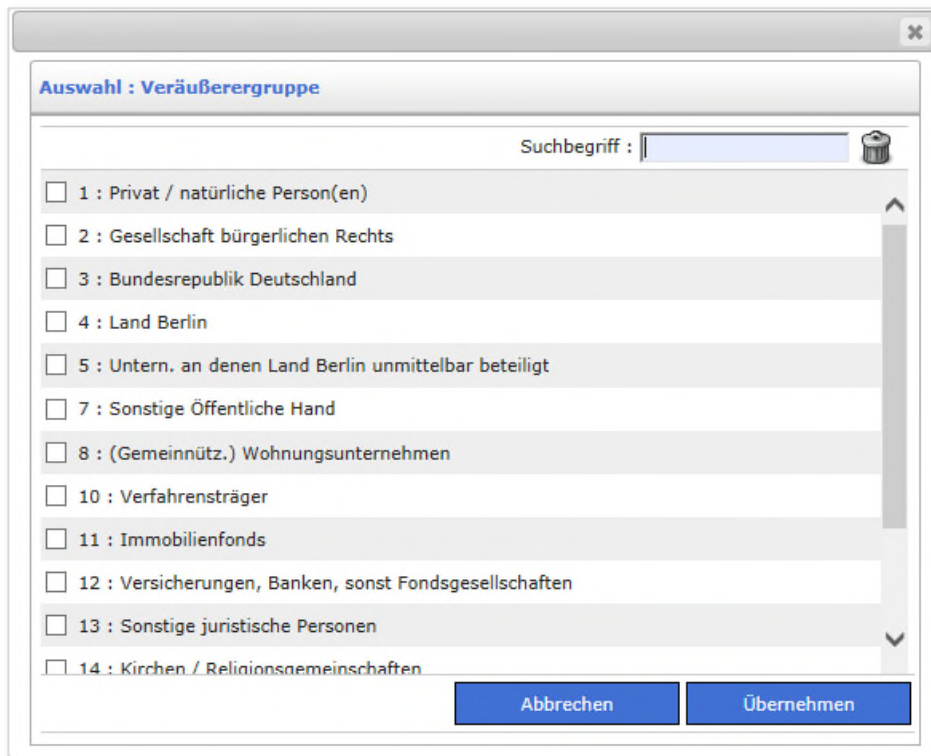 Auswahl : Veräußerergruppe
Suchbegriff :
1 : Privat / natürliche Person(en)
2 : Gesellschaft bürgerlichen Rechts
3 : Bundesrepublik Deutschland
4 : Land Berlin
5 : Untern. an denen Land Berlin unmittelbar beteiligt
7 : Sonstige Öffentliche Hand
8 : (Gemeinnütz.) Wohnungsunternehmen
10 : Verfahrensträger
11 : Immobilienfonds
12 : Versicherungen, Banken, sonst Fondsgesellschaften
13 : Sonstige juristische Personen
14 : Kirchen / Religionsgemeinschaften
Abbrechen Übernehmen